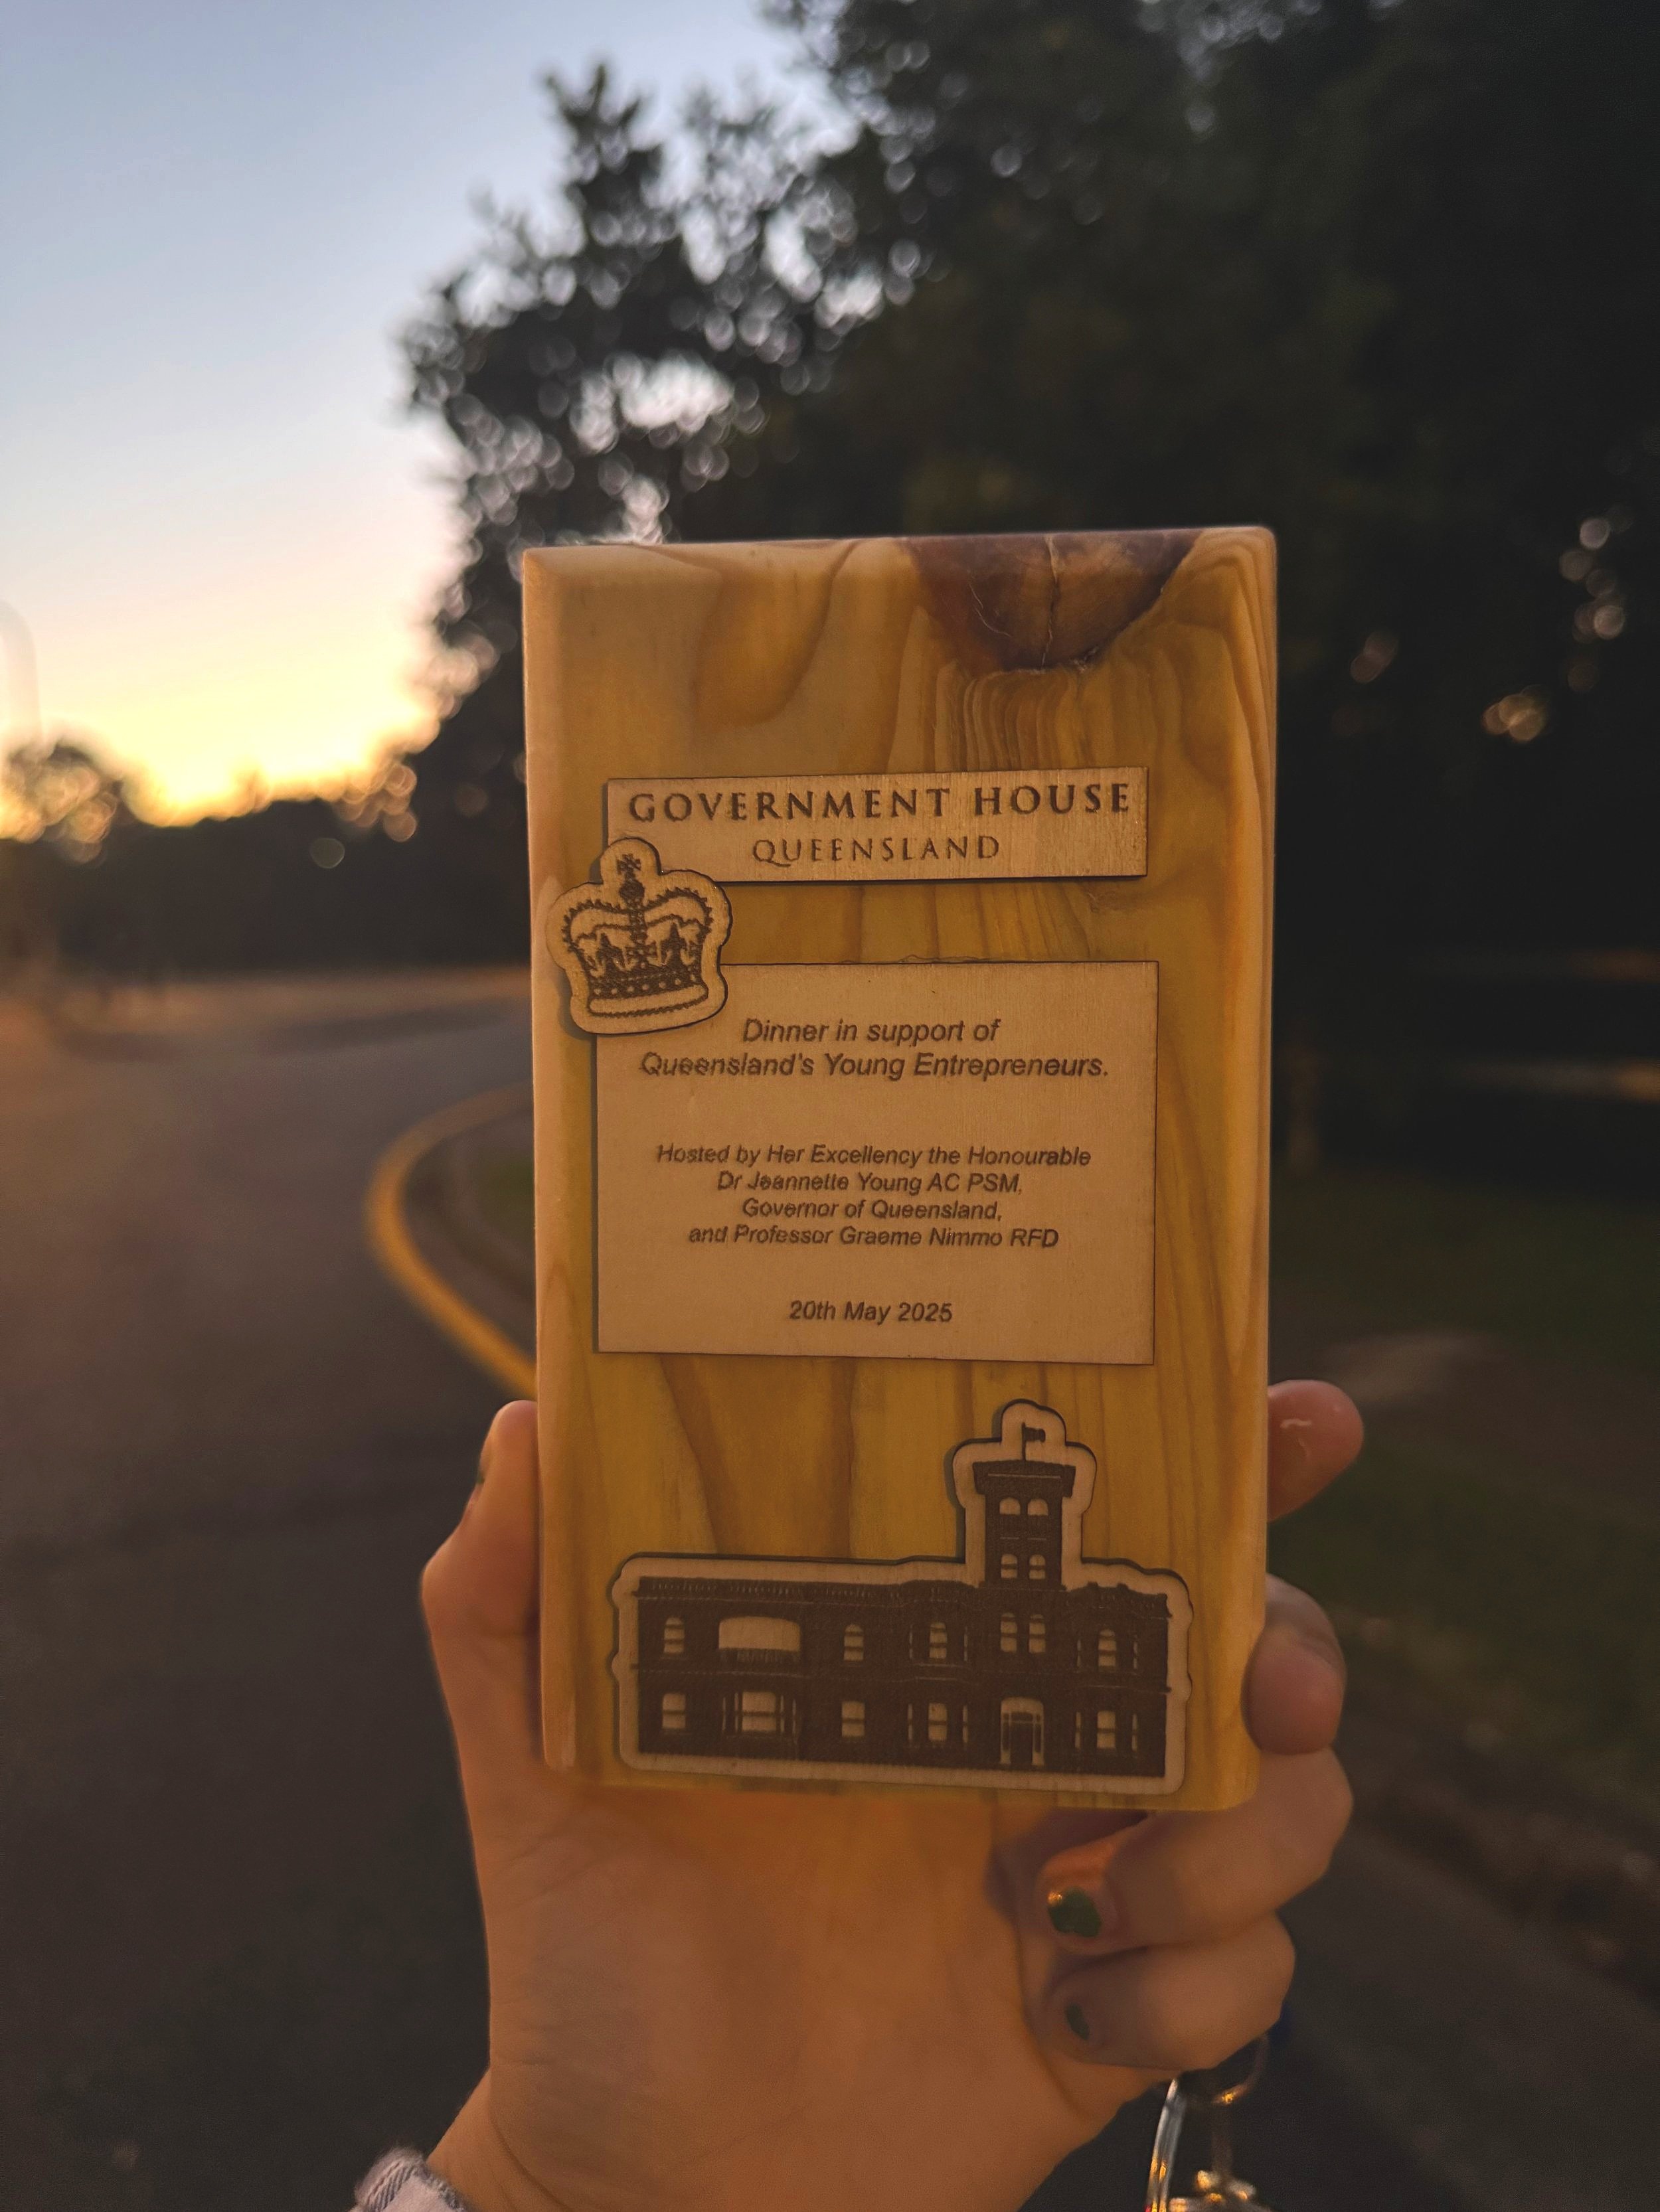 GOVERNMENT HOUSE
QUEENSLAND
Dinner in support of
Queensland's Young Entrepreneurs.
Hosted by Her Excellency the Honourable
Dr Jeannette Young AC PSM,
Governor of Queensland,
and Professor Graeme Nimmo RFD
20th May 2025